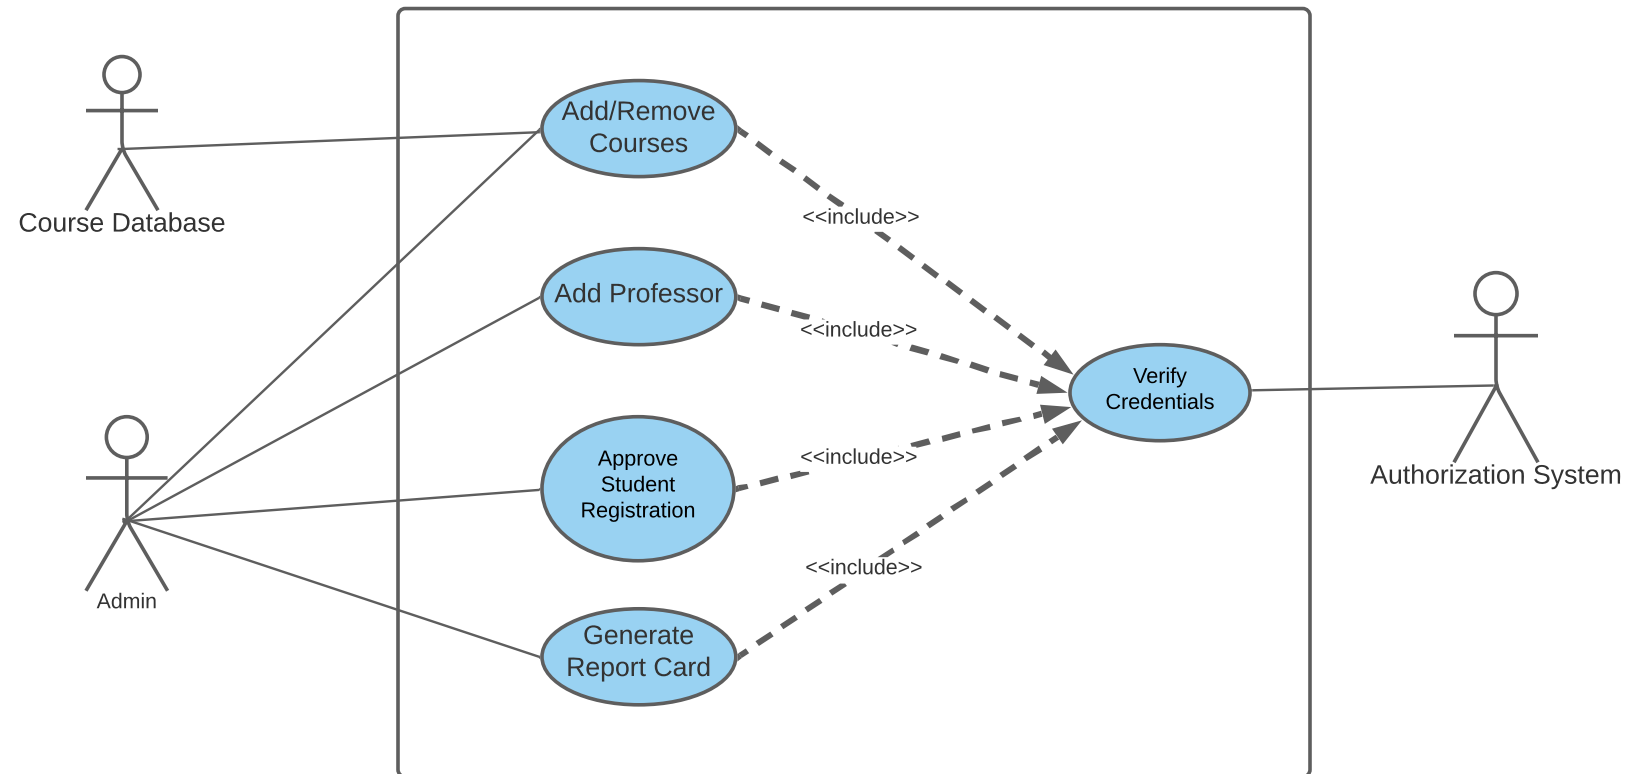 Course Database
Admin
Add/Remove
Courses
Add Professor
Approve
Student
Registration
Generate
Report Card
<<include>>
<<include>>
<<include>>
<<include>>
Verify
Credentials
Authorization System